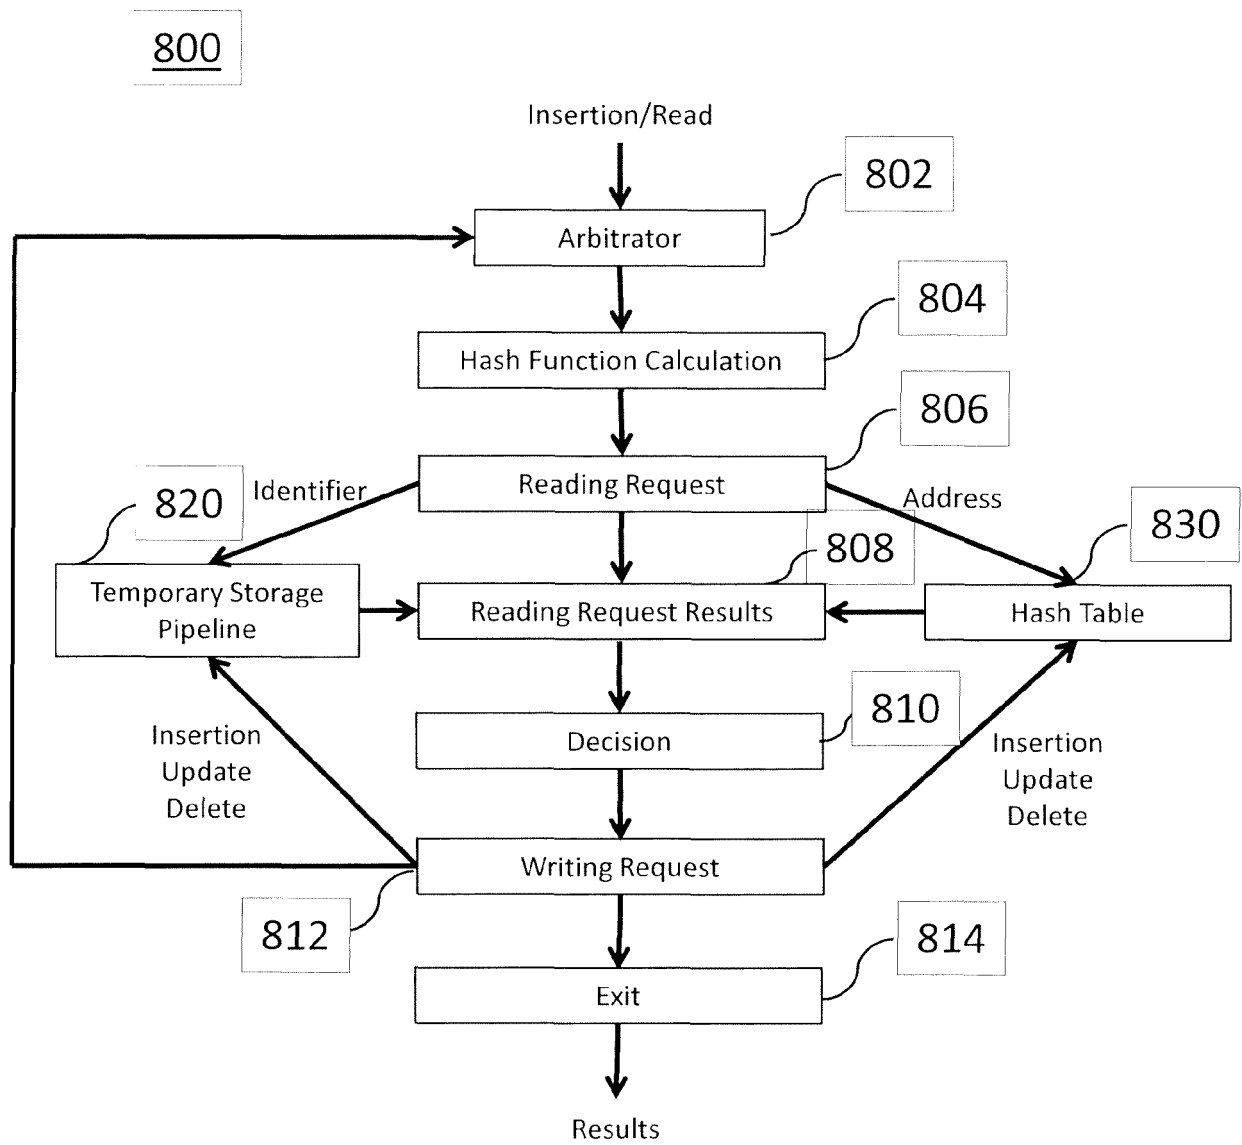 800
Insertion/Read
802
Arbitrator
804
Hash Function Calculation
806
Reading Request
Identifier
Address
820
830
808
Temporary Storage
Pipeline
Reading Request Results
Hash Table
810
Decision
Insertion
Update
Delete
Insertion
Update
Delete
Writing Request
812
814
Exit
Results